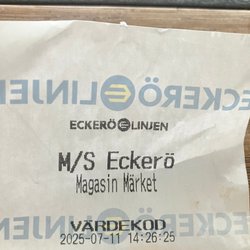 ECKERÖ LINJEN
ECKERÖ LINJEN
M/S Eckerö
Magasin Märket
VÄRDEKOD
2025-07-11 14:26:25